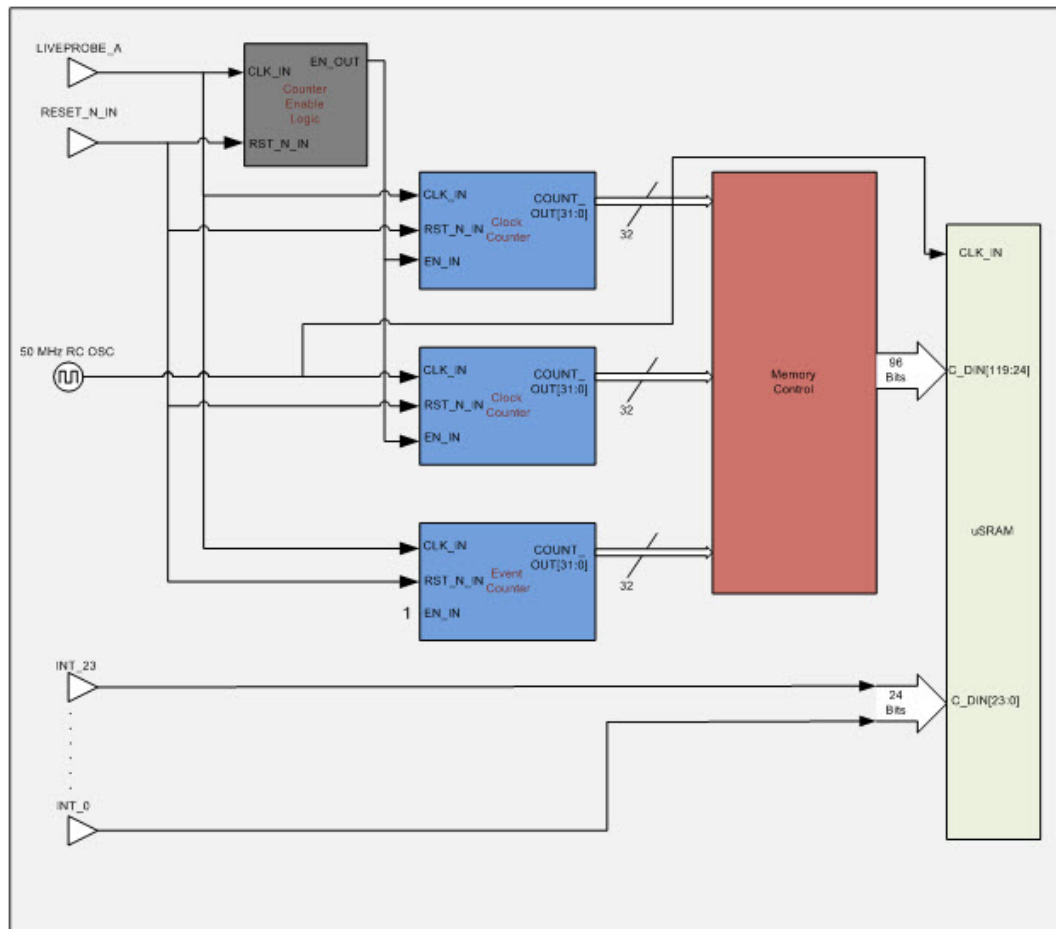 LIVEPROBE_A
RESET_N_IN
CLK_IN
EN_OUT
Counter
Enable
Logic
RST_N_IN
CLK_IN
COUNT_
OUT[31:0]
RST_N_IN
Clock
Counter
EN_IN
32
50 MHz RC OSC
CLK_IN
COUNT_
OUT[31:0]
RST_N_IN
Clock
Counter
EN_IN
32
CLK_IN
COUNT_
OUT[31:0]
RST_N_IN
Event
Counter
1
EN_IN
32
Memory
Control
96
Bits
CLK_IN
C_DIN[119:24]
uSRAM
INT_23
24
Bits
C_DIN[23:0]
INT_0